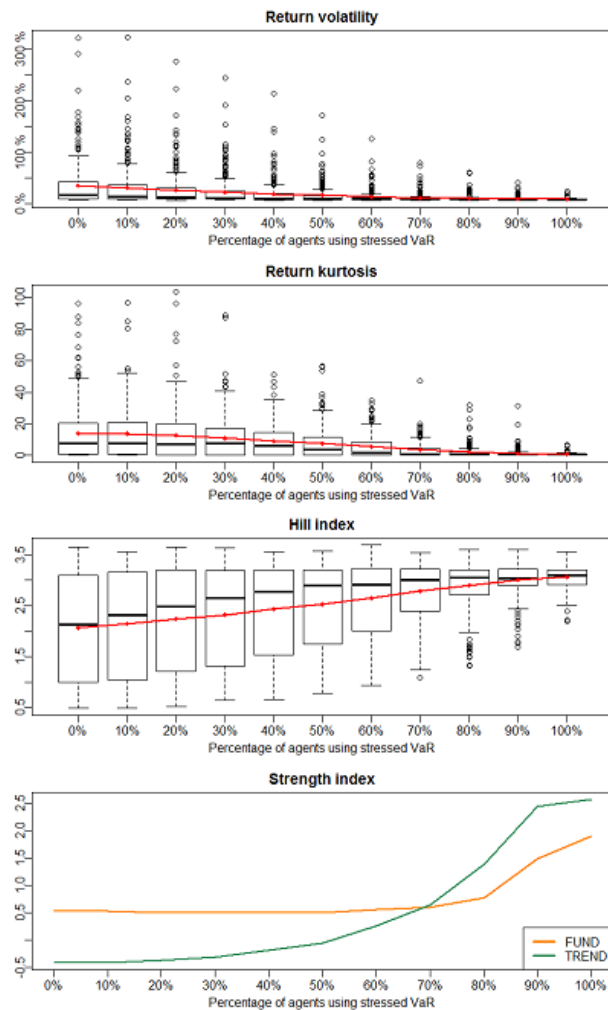 Return volatility
300 %
200 %
100 %
0 %
0% 10% 20% 30% 40% 50% 60% 70% 80% 90% 100%
Percentage of agents using stressed VaR
Return kurtosis
100
80
60
40
20
0
0% 10% 20% 30% 40% 50% 60% 70% 80% 90% 100%
Percentage of agents using stressed VaR
Hill index
3,5
2,5
1,5
0,5
0% 10% 20% 30% 40% 50% 60% 70% 80% 90% 100%
Percentage of agents using stressed VaR
Strength index
2,5
1,5
0,5
-0,5
FUND
TREND
0% 10% 20% 30% 40% 50% 60% 70% 80% 90% 100%
Percentage of agents using stressed VaR